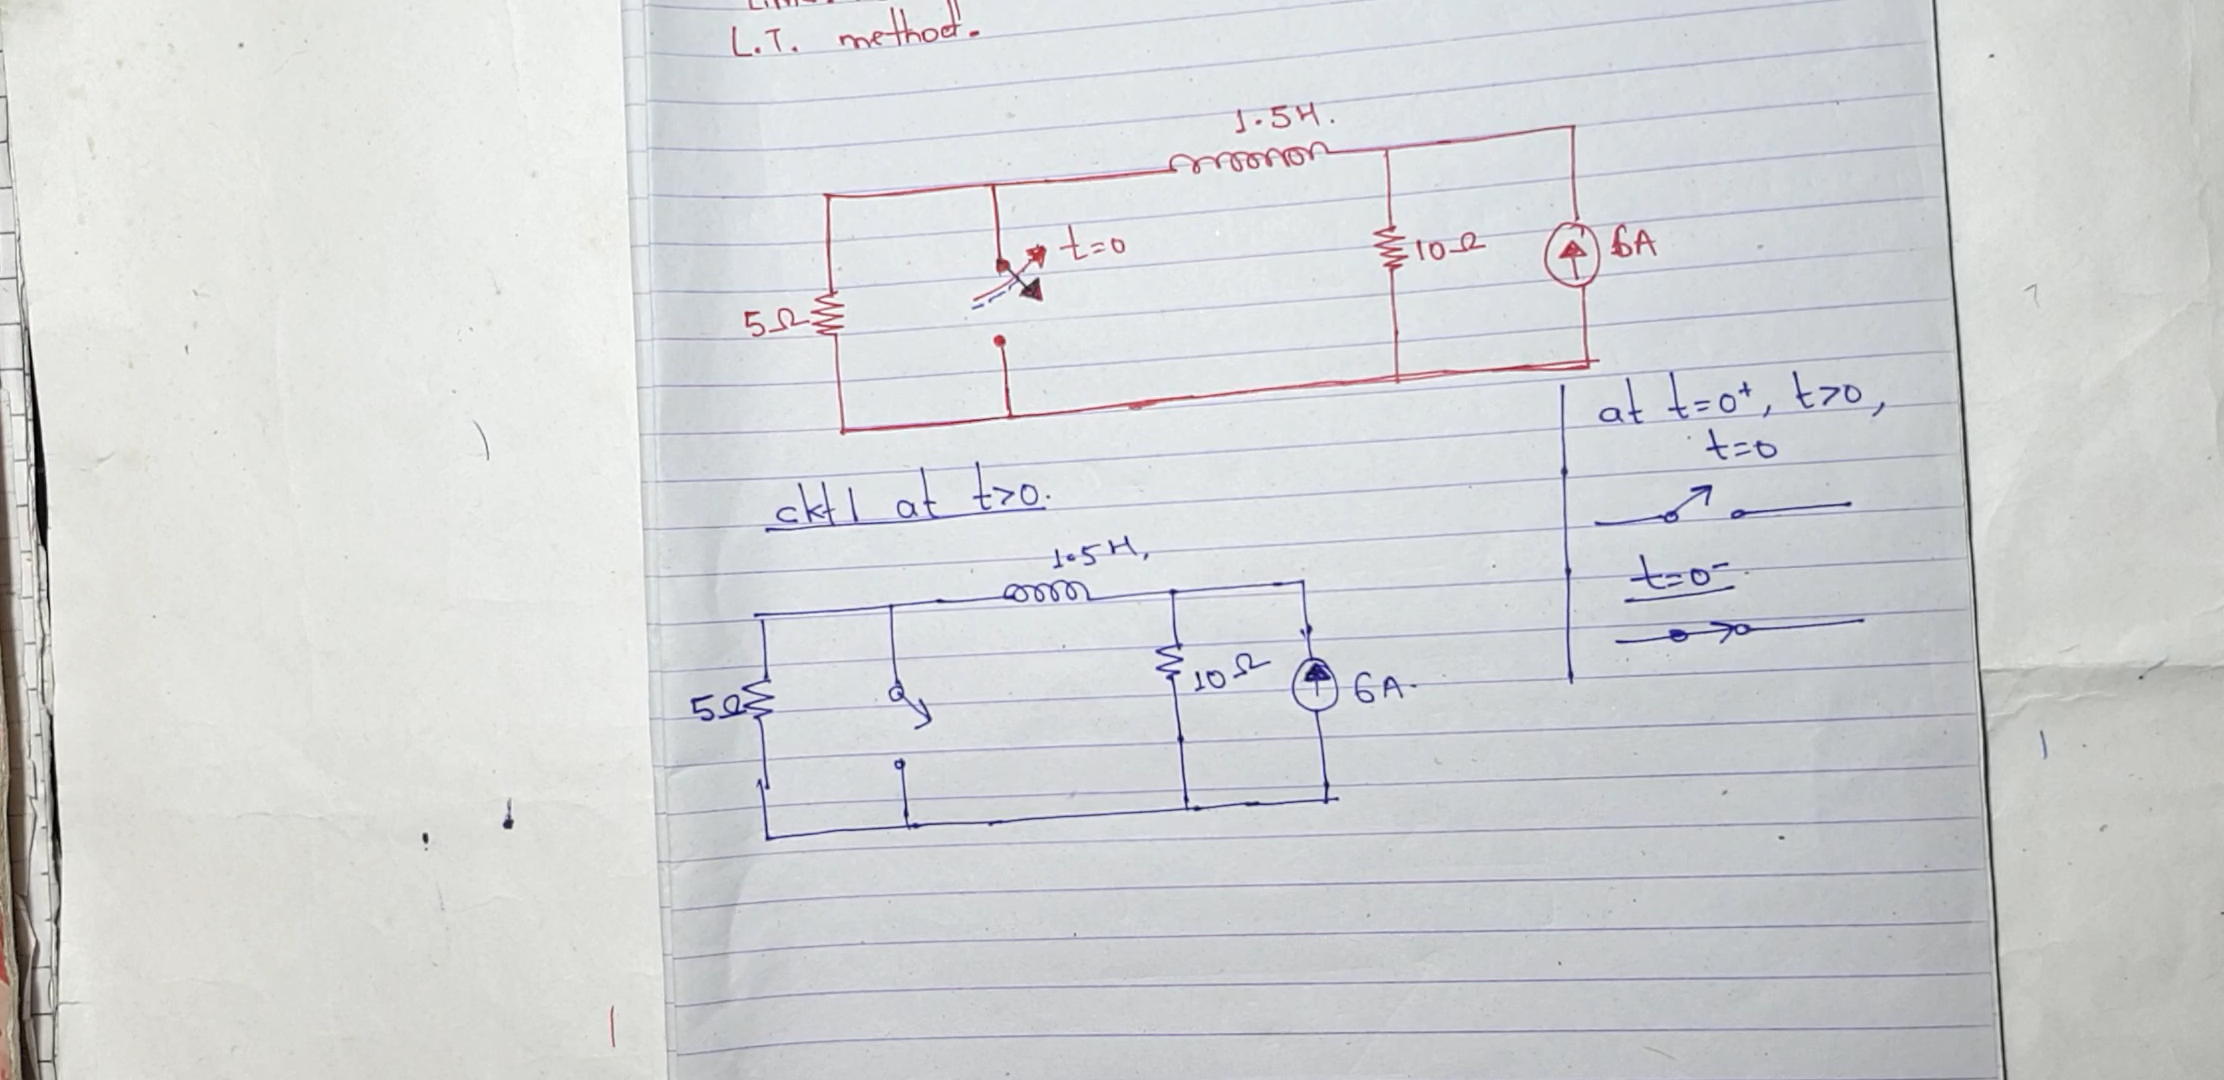 L.T. method.
1.5H.
t=0
5Ω
10Ω
6A
at t=0+, t>0,
t=0
ckt1 at t>0.
t=0-
1.5H,
5Ω
10Ω
6A.